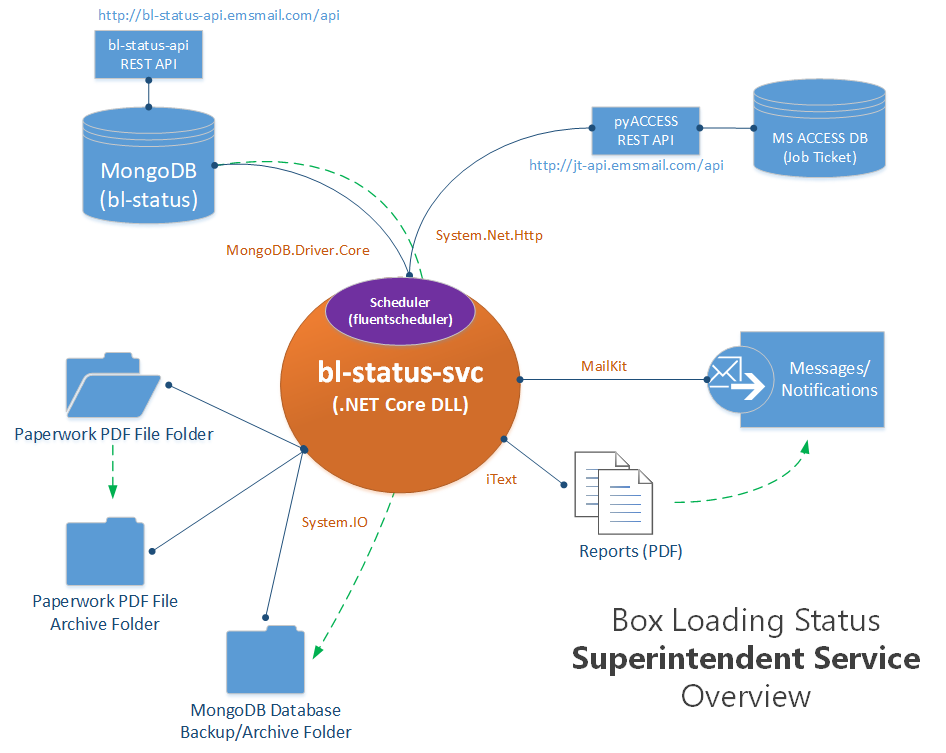 http://bl-status-api.emsmail.com/api
bl-status-api
REST API
MongoDB
(bl-status)
pyACCESS
REST API
http://jt-api.emsmail.com/api
MS ACCESS DB
(Job Ticket)
MongoDB.Driver.Core
System.Net.Http
Scheduler
(fluentscheduler)
bl-status-svc
(.NET Core DLL)
MailKit
Messages/
Notifications
Paperwork PDF File Folder
iText
System.IO
Reports (PDF)
Paperwork PDF File
Archive Folder
MongoDB Database
Backup/Archive Folder
Box Loading Status
Superintendent Service
Overview